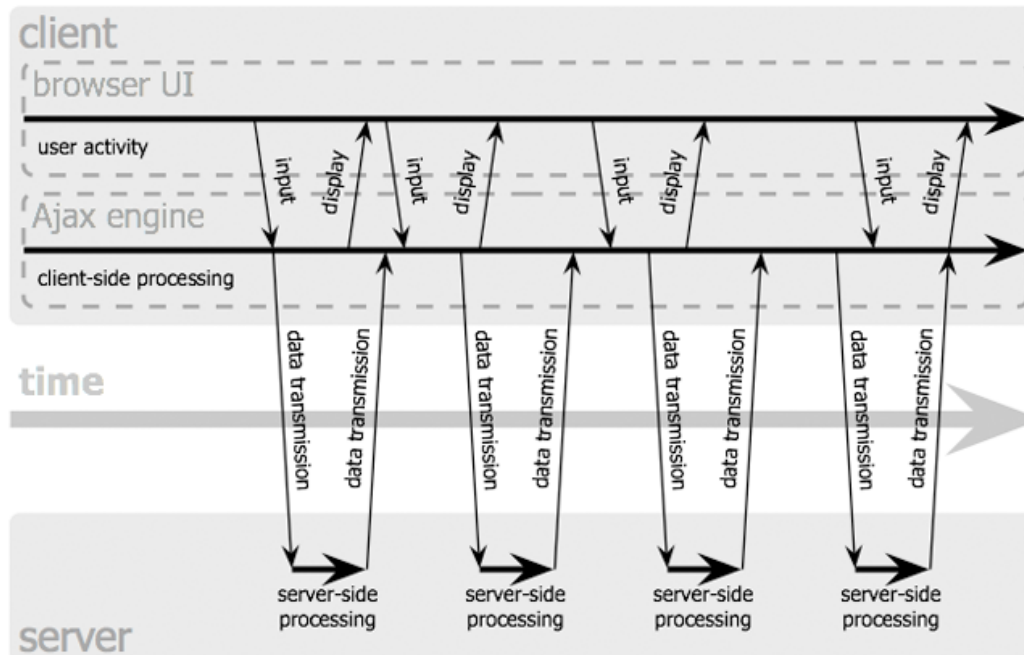 client
browser UI
user activity
input
display
input
display
input
display
input
display
Ajax engine
client-side processing
data transmission
data transmission
data transmission
data transmission
data transmission
data transmission
data transmission
data transmission
time
server-side
processing
server-side
processing
server-side
processing
server-side
processing
server